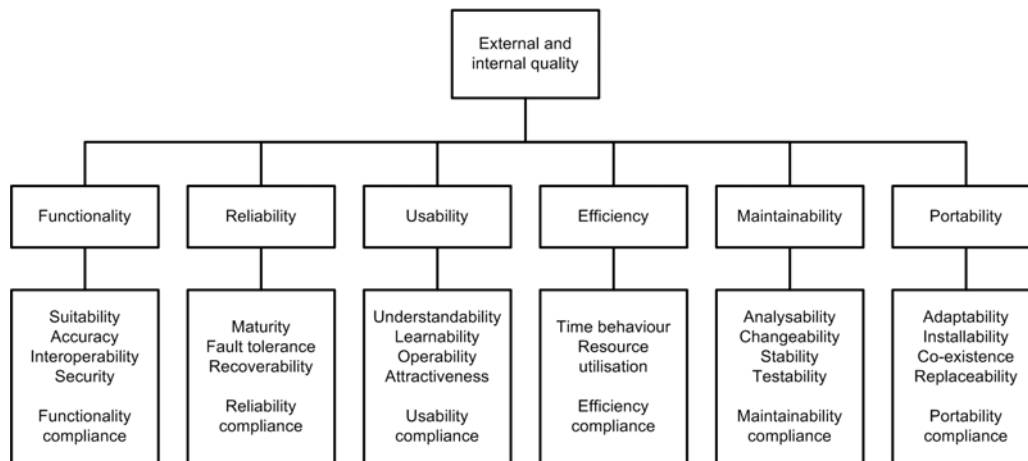 External and
internal quality
Functionality
Reliability
Usability
Efficiency
Maintainability
Portability
Suitability
Accuracy
Interoperability
Security
Functionality
compliance
Maturity
Fault tolerance
Recoverability
Reliability
compliance
Understandability
Learnability
Operability
Attractiveness
Usability
compliance
Time behaviour
Resource
utilisation
Efficiency
compliance
Analysability
Changeability
Stability
Testability
Maintainability
compliance
Adaptability
Installability
Co-existence
Replaceability
Portability
compliance